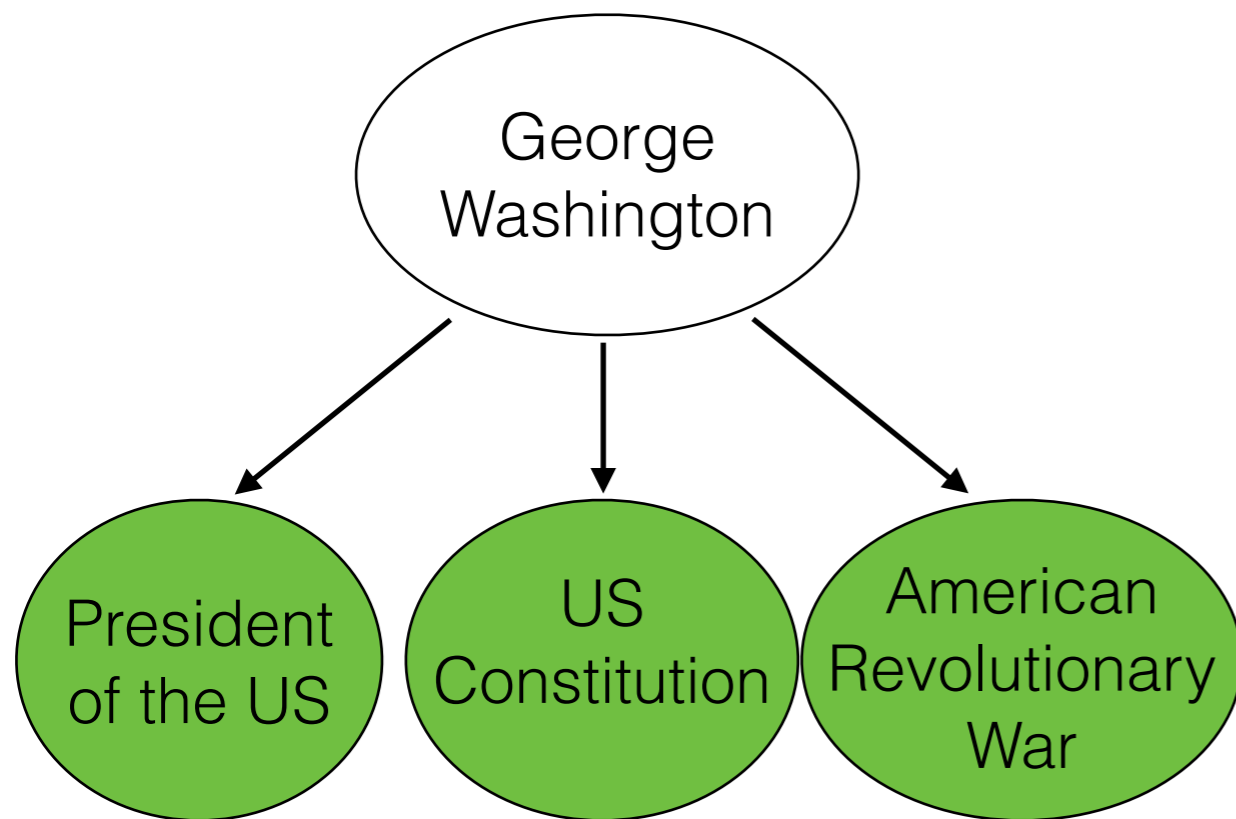 George
Washington
President
of the US
US
Constitution
American
Revolutionary
War